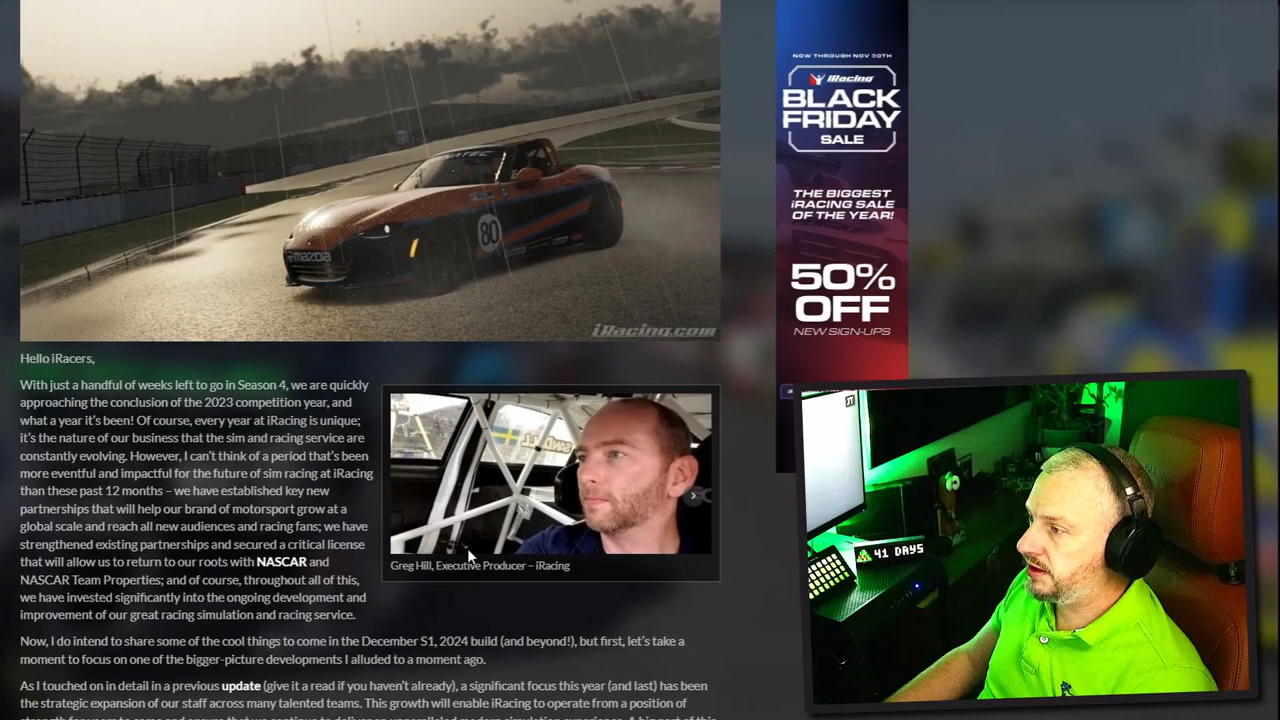 FANATEC
80
mazda
iRacing.com
Hello iRacers,
With just a handful of weeks left to go in Season 4, we are quickly
approaching the conclusion of the 2023 competition year, and
what a year it's been! Of course, every year at iRacing is unique;
it's the nature of our business that the sim and racing service are
constantly evolving. However, I can't think of a period that's been
more eventful and impactful for the future of sim racing at iRacing
than these past 12 months – we have established key new
partnerships that will help our brand of motorsport grow at a
global scale and reach all new audiences and racing fans; we have
strengthened existing partnerships and secured a critical license
that will allow us to return to our roots with NASCAR and
NASCAR Team Properties; and of course, throughout all of this,
we have invested significantly into the ongoing development and
improvement of our great racing simulation and racing service.
Greg Hill, Executive Producer – iRacing
Now, I do intend to share some of the cool things to come in the December S1, 2024 build (and beyond!), but first, let's take a
moment to focus on one of the bigger-picture developments I alluded to a moment ago.
As I touched on in detail in a previous update (give it a read if you haven't already), a significant focus this year (and last) has been
the strategic expansion of our staff across many talented teams. This growth will enable iRacing to operate from a position of
NOW THROUGH NOV 30TH
iRacing
BLACK
FRIDAY
SALE
THE BIGGEST
iRACING SALE
OF THE YEAR!
50%
OFF
NEW SIGN-UPS
41 DAYS